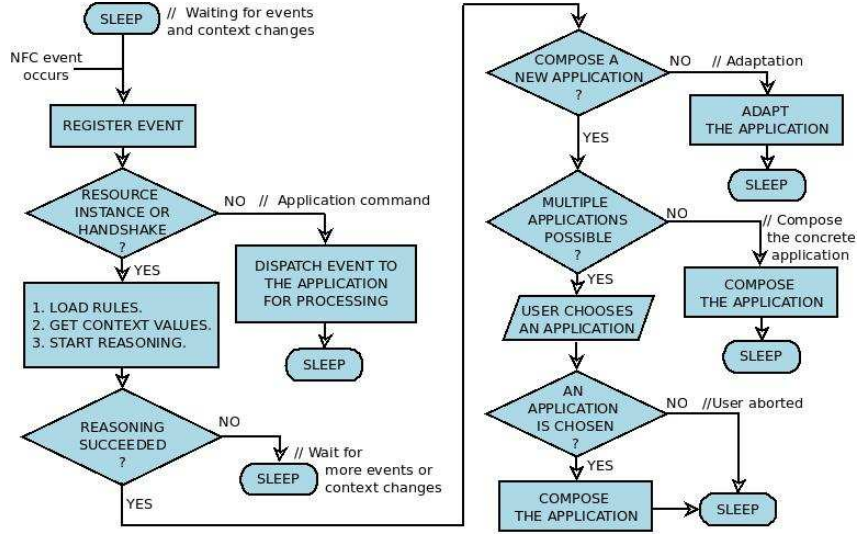 SLEEP
// Waiting for events
and context changes
NFC event
occurs
REGISTER EVENT
RESOURCE
INSTANCE OR
HANDSHAKE
?
NO // Application command
YES
DISPATCH EVENT TO
THE APPLICATION
FOR PROCESSING
SLEEP
1. LOAD RULES.
2. GET CONTEXT VALUES.
3. START REASONING.
REASONING
SUCCEEDED
?
NO
// Wait for
more events or
context changes
SLEEP
YES
COMPOSE A
NEW APPLICATION
?
NO // Adaptation
ADAPT
THE APPLICATION
SLEEP
YES
MULTIPLE
APPLICATIONS
POSSIBLE
?
NO
// Compose
the concrete
application
COMPOSE
THE APPLICATION
SLEEP
YES
USER CHOOSES
AN APPLICATION
AN
APPLICATION
IS CHOSEN
?
NO //User aborted
YES
COMPOSE
THE APPLICATION
SLEEP